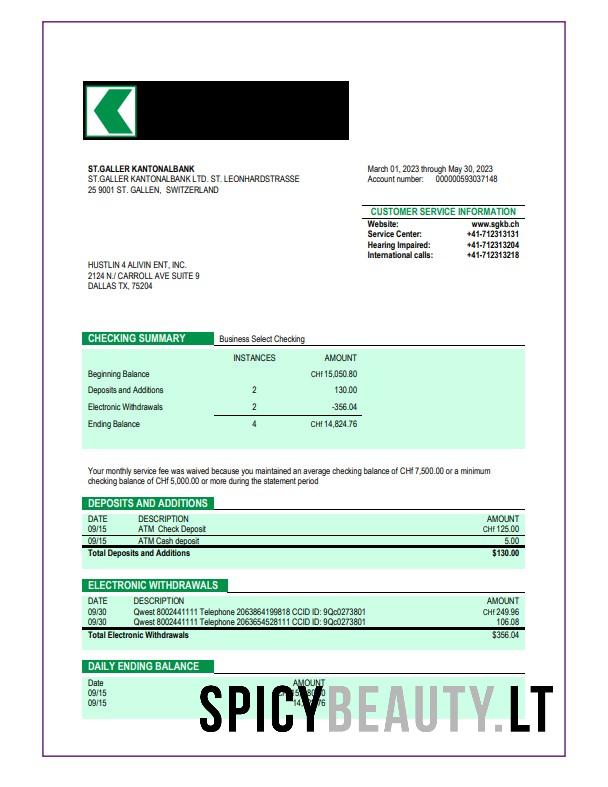 ST.GALLER KANTONALBANK
ST.GALLER KANTONALBANK LTD. ST. LEONHARDSTRASSE
25 9001 ST. GALLEN, SWITZERLAND
March 01, 2023 through May 30, 2023
Account number: 000000593037148
CUSTOMER SERVICE INFORMATION
Website: www.sgkb.ch
Service Center: +41-712313131
Hearing Impaired: +41-712313204
International calls: +41-712313218
HUSTLIN 4 ALIVIN ENT, INC.
2124 N./ CARROLL AVE SUITE 9
DALLAS TX, 75204
CHECKING SUMMARY Business Select Checking
INSTANCES AMOUNT
Beginning Balance CHf 15,050.80
Deposits and Additions 2 130.00
Electronic Withdrawals 2 -356.04
Ending Balance 4 CHf 14,824.76
Your monthly service fee was waived because you maintained an average checking balance of CHf 7,500.00 or a minimum
checking balance of CHf 5,000.00 or more during the statement period
DEPOSITS AND ADDITIONS
DATE DESCRIPTION AMOUNT
09/15 ATM Check Deposit CHf 125.00
09/15 ATM Cash deposit 5.00
Total Deposits and Additions $130.00
ELECTRONIC WITHDRAWALS
DATE DESCRIPTION AMOUNT
09/30 Qwest 8002441111 Telephone 2063864199818 CCID ID: 9Qc0273801 CHf 249.96
09/30 Qwest 8002441111 Telephone 2063654528111 CCID ID: 9Qc0273801 106.08
Total Electronic Withdrawals $356.04
DAILY ENDING BALANCE
Date AMOUNT
09/15
09/15
SPICYBEAUTY.LT